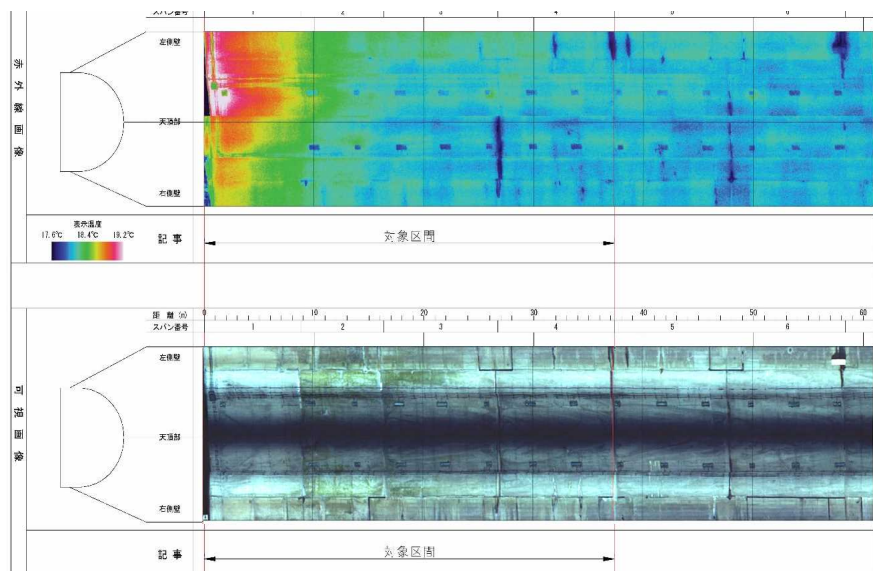 スパン番号 1 2 3 4 5 6
赤外線画像
左側壁
天頂部
右側壁
表示温度
17.6℃ 18.4℃ 19.2℃
記事
対象区間
距離(m) 0 10 20 30 40 50 60
スパン番号 1 2 3 4 5 6
可視画像
左側壁
天頂部
右側壁
記事
対象区間